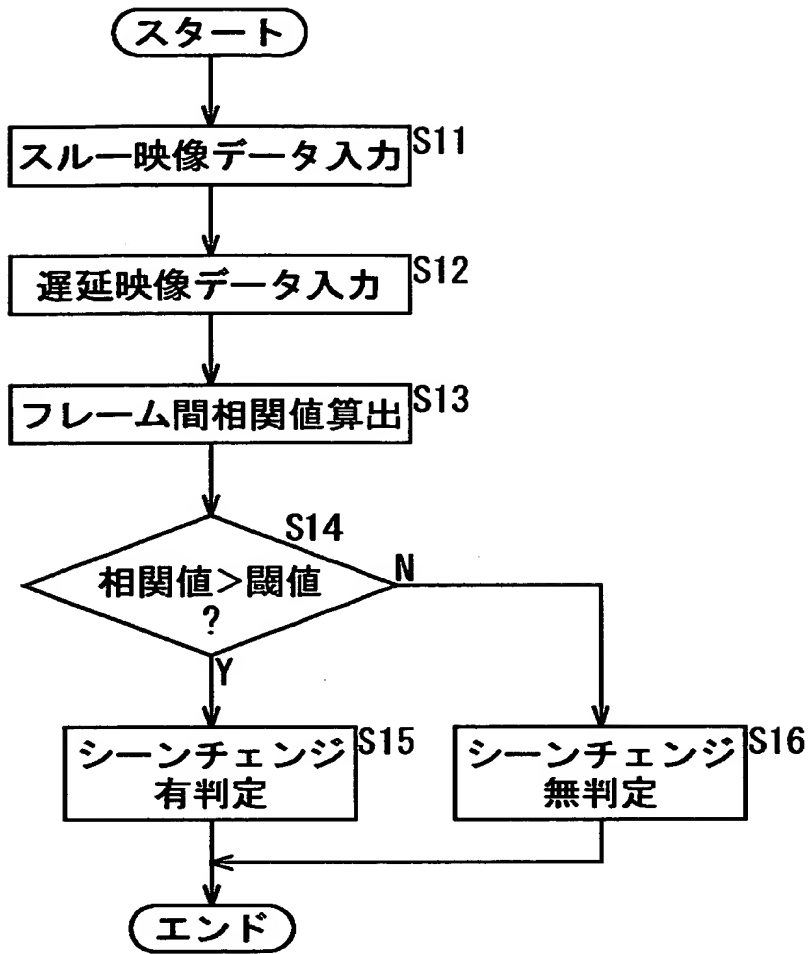 スタート
スルー映像データ入力 S11
遅延映像データ入力 S12
フレーム間相関値算出 S13
S14
相関値>閾値 N
?
Y
シーンチェンジ S15
有判定
シーンチェンジ S16
無判定
エンド